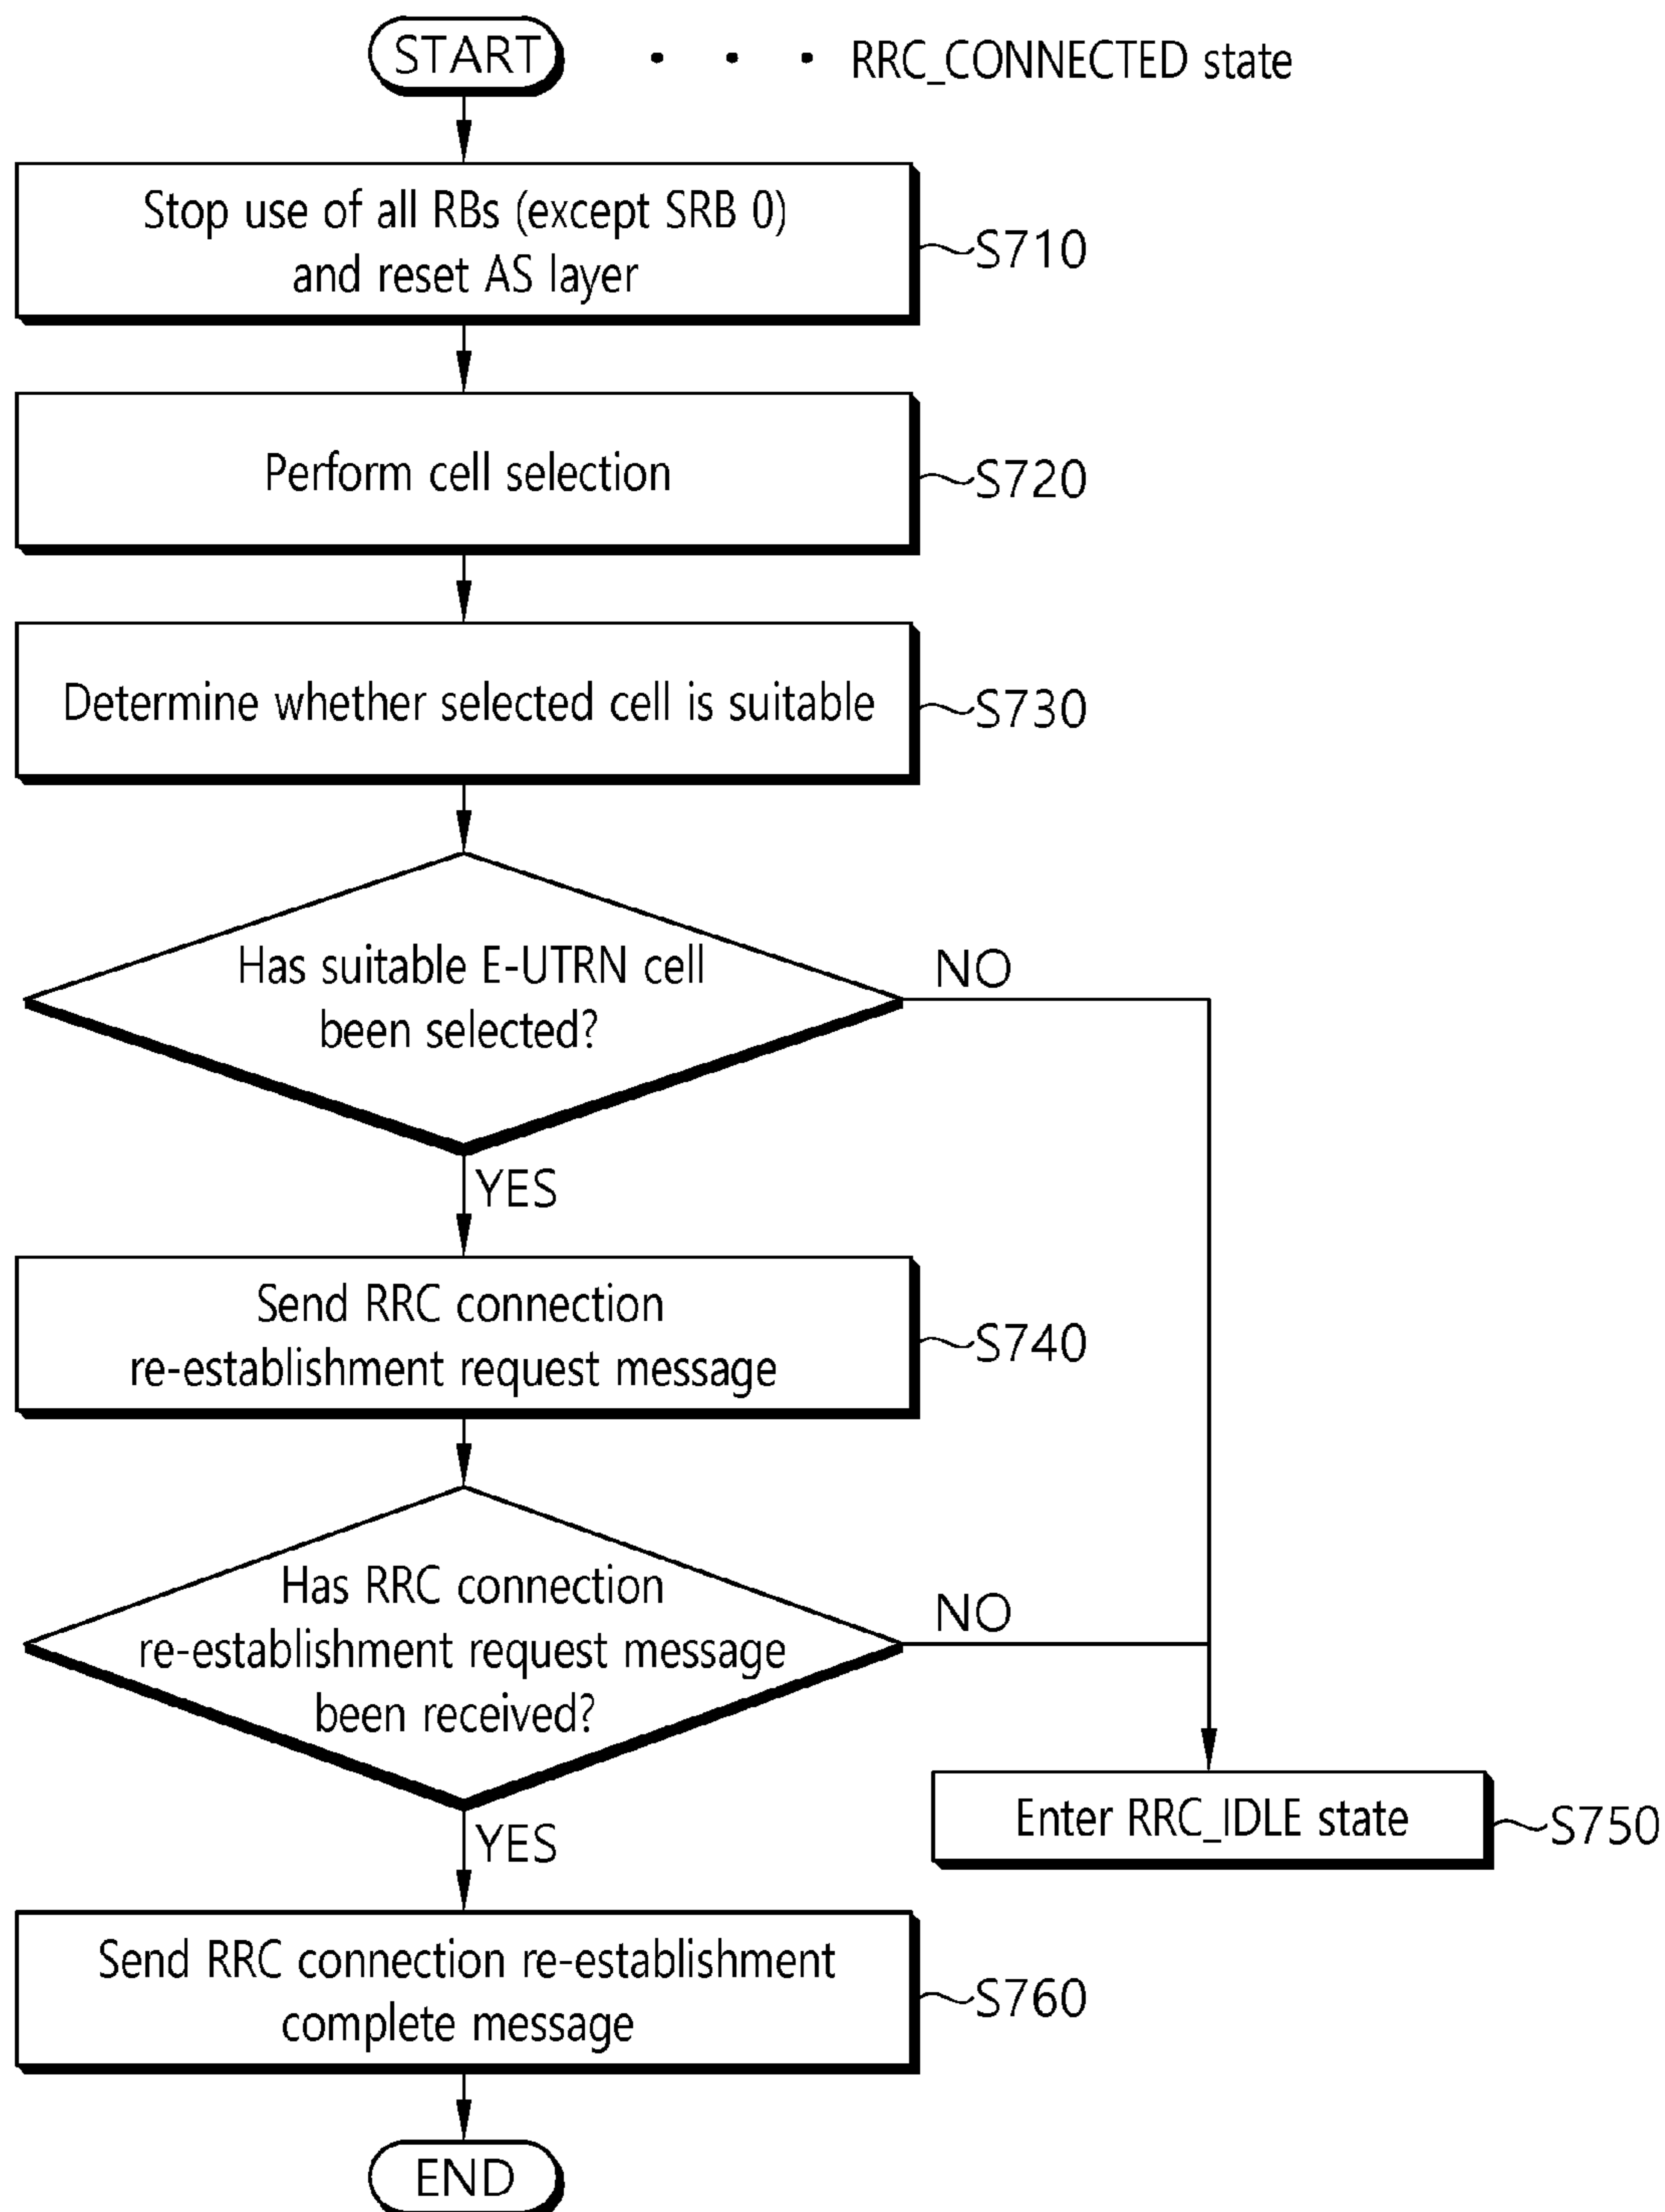 START
RRC_CONNECTED state
Stop use of all RBs (except SRB 0)
and reset AS layer
S710
Perform cell selection
S720
Determine whether selected cell is suitable
S730
Has suitable E-UTRN cell
been selected?
NO
YES
Send RRC connection
re-establishment request message
S740
Has RRC connection
re-establishment request message
been received?
NO
YES
Enter RRC_IDLE state
S750
Send RRC connection re-establishment
complete message
S760
END